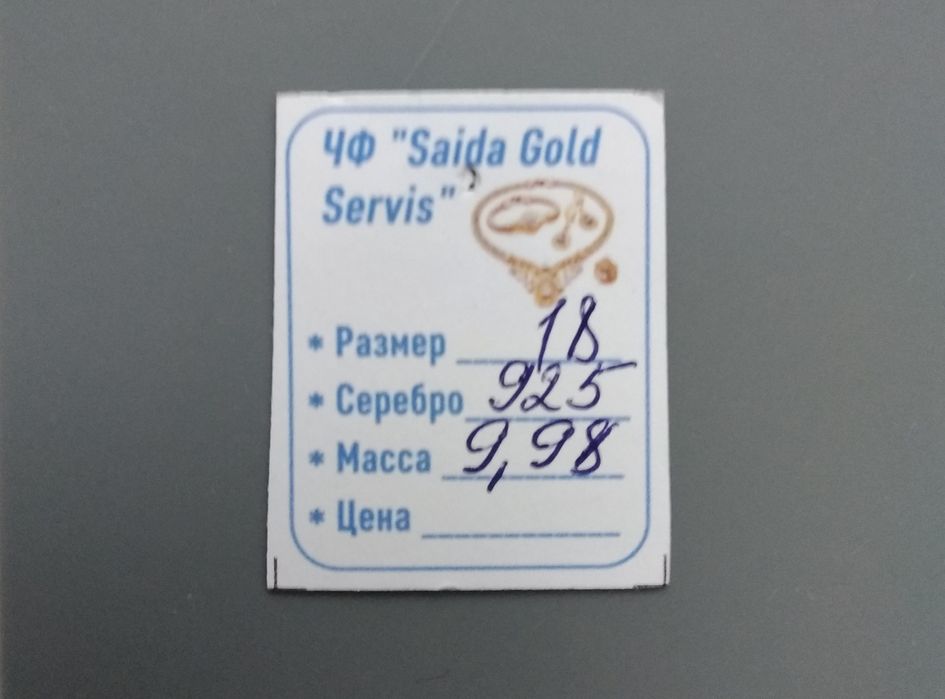 ЧФ "Saida Gold
Servis"
* Размер 18
* Серебро 925
* Масса 9,98
* Цена